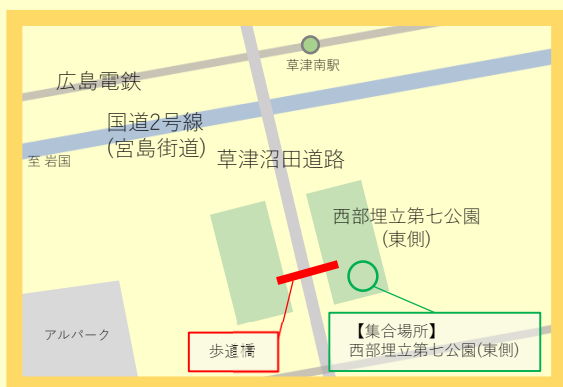 草津南駅
広島電鉄
国道2号線
(宮島街道)
至 岩国
草津沼田道路
西部埋立第七公園
(東側)
アルパーク
歩道橋
【集合場所】
西部埋立第七公園(東側)